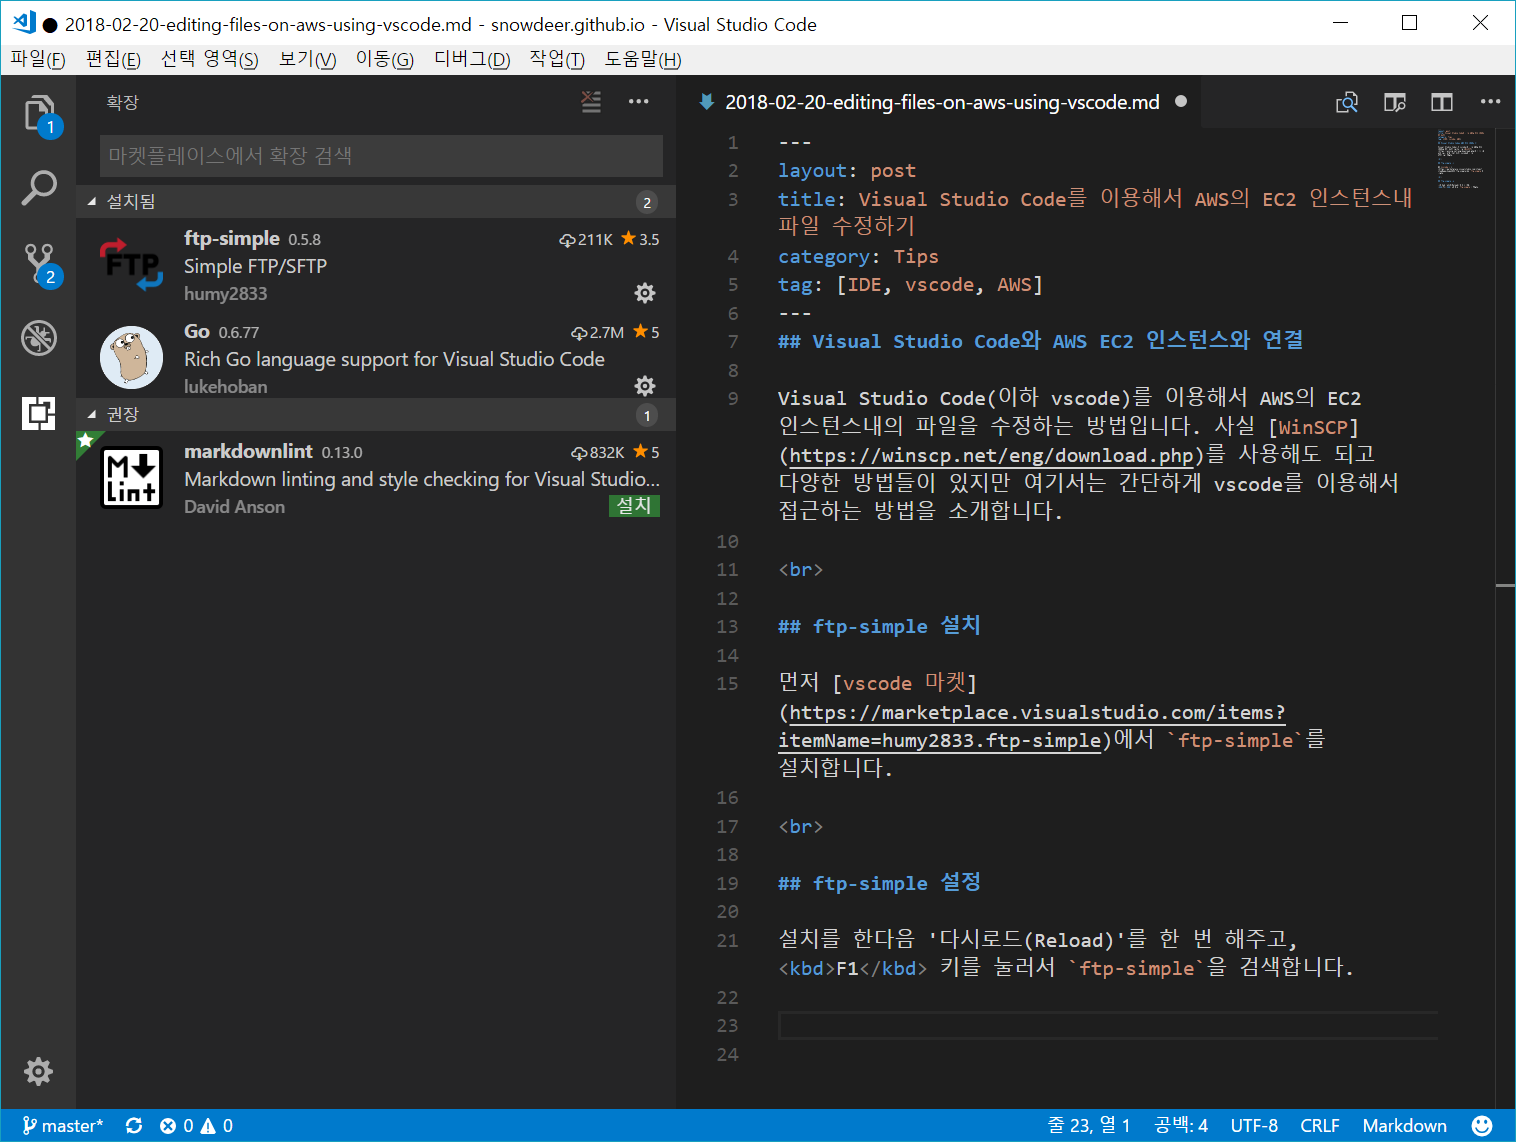 2018-02-20-editing-files-on-aws-using-vscode.md - snowdeer.github.io - Visual Studio Code
파일(F) 편집(E) 선택 영역(S) 보기(V) 이동(G) 디버그(D) 작업(T) 도움말(H)
1
2
확장
마켓플레이스에서 확장 검색
설치됨 2
FTP
ftp-simple 0.5.8 211K 3.5
Simple FTP/SFTP
humy2833
Go 0.6.77 2.7M 5
Rich Go language support for Visual Studio Code
lukehoban
권장 1
M Lint
markdownlint 0.13.0 832K 5
Markdown linting and style checking for Visual Studio...
David Anson 설치
2018-02-20-editing-files-on-aws-using-vscode.md
1 ---
2 layout: post
3 title: Visual Studio Code를 이용해서 AWS의 EC2 인스턴스내
파일 수정하기
4 category: Tips
5 tag: [IDE, vscode, AWS]
6 ---
7 ## Visual Studio Code와 AWS EC2 인스턴스와 연결
8
9 Visual Studio Code(이하 vscode)를 이용해서 AWS의 EC2
인스턴스내의 파일을 수정하는 방법입니다. 사실 [WinSCP]
(https://winscp.net/eng/download.php)를 사용해도 되고
다양한 방법들이 있지만 여기서는 간단하게 vscode를 이용해서
접근하는 방법을 소개합니다.
10
11 <br>
12
13 ## ftp-simple 설치
14
15 먼저 [vscode 마켓]
(https://marketplace.visualstudio.com/items?
itemName=humy2833.ftp-simple)에서 `ftp-simple`를
설치합니다.
16
17 <br>
18
19 ## ftp-simple 설정
20
21 설치를 한다음 '다시로드(Reload)'를 한 번 해주고,
<kbd>F1</kbd> 키를 눌러서 `ftp-simple`을 검색합니다.
22
23
24
master* 0 0 줄 23, 열 1 공백: 4 UTF-8 CRLF Markdown